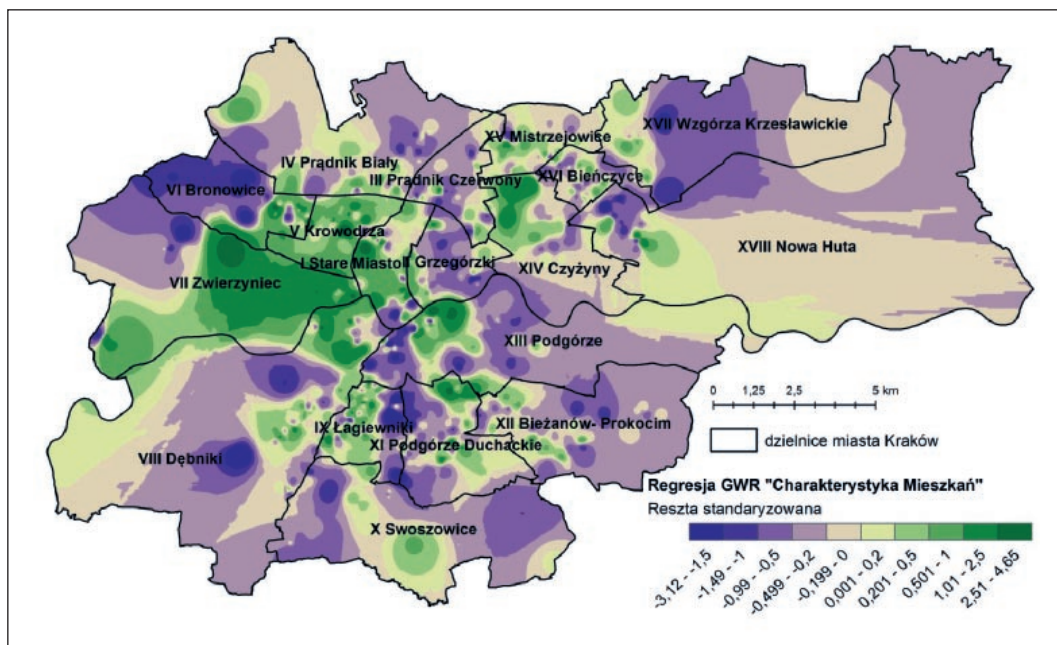 XVII Wzgórza Krzesławickie
XV Mistrzejowice
IV Prądnik Biały
III Prądnik Czerwony
XVI Bieńczyce
VI Bronowice
V Krowodrza
XVIII Nowa Huta
I Stare Miasto
II Grzegórzki
XIV Czyżyny
VII Zwierzyniec
XIII Podgórze
0 1,25 2,5 5 km
IX Łagiewniki
XII Bieżanów- Prokocim
dzielnice miasta Kraków
XI Podgórze Duchackie
VIII Dębniki
Regresja GWR "Charakterystyka Mieszkań"
Reszta standaryzowana
X Swoszowice
-3,12 - -1,5
-1,49 - -1
-0,99 - -0,5
-0,499 - -0,2
-0,199 - 0
0,001 - 0,2
0,201 - 0,5
0,501 - 1
1,01 - 2,5
2,51 - 4,65